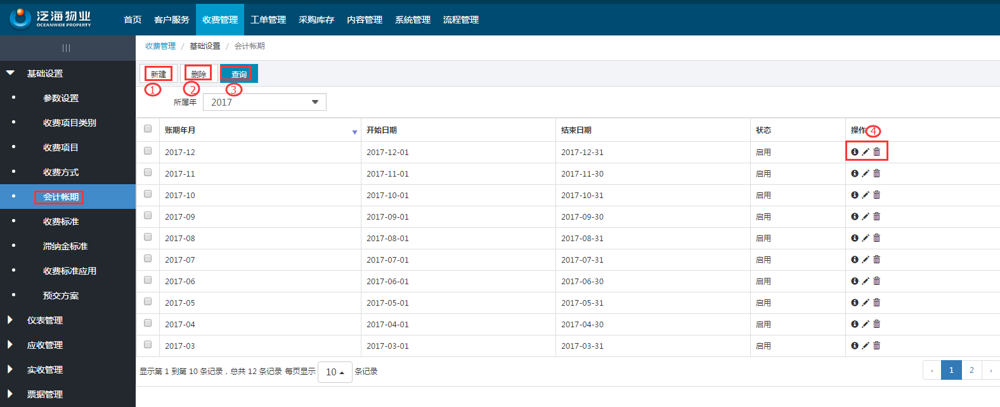 泛海物业
OCEANWIDE PROPERTY
首页 客户服务 收费管理 工单管理 采购库存 内容管理 系统管理 流程管理
收费管理 / 基础设置 / 会计帐期
新建 删除 查询
1 2 3
所属年 2017
基础设置
参数设置
收费项目类别
收费项目
收费方式
会计帐期
收费标准
滞纳金标准
收费标准应用
预交方案
仪表管理
应收管理
实收管理
票据管理
账期年月 开始日期 结束日期 状态 操作 4
2017-12 2017-12-01 2017-12-31 启用
2017-11 2017-11-01 2017-11-30 启用
2017-10 2017-10-01 2017-10-31 启用
2017-09 2017-09-01 2017-09-30 启用
2017-08 2017-08-01 2017-08-31 启用
2017-07 2017-07-01 2017-07-31 启用
2017-06 2017-06-01 2017-06-30 启用
2017-05 2017-05-01 2017-05-31 启用
2017-04 2017-04-01 2017-04-30 启用
2017-03 2017-03-01 2017-03-31 启用
显示第 1 到第 10 条记录，总共 12 条记录 每页显示 10 条记录
‹ 1 2 ›